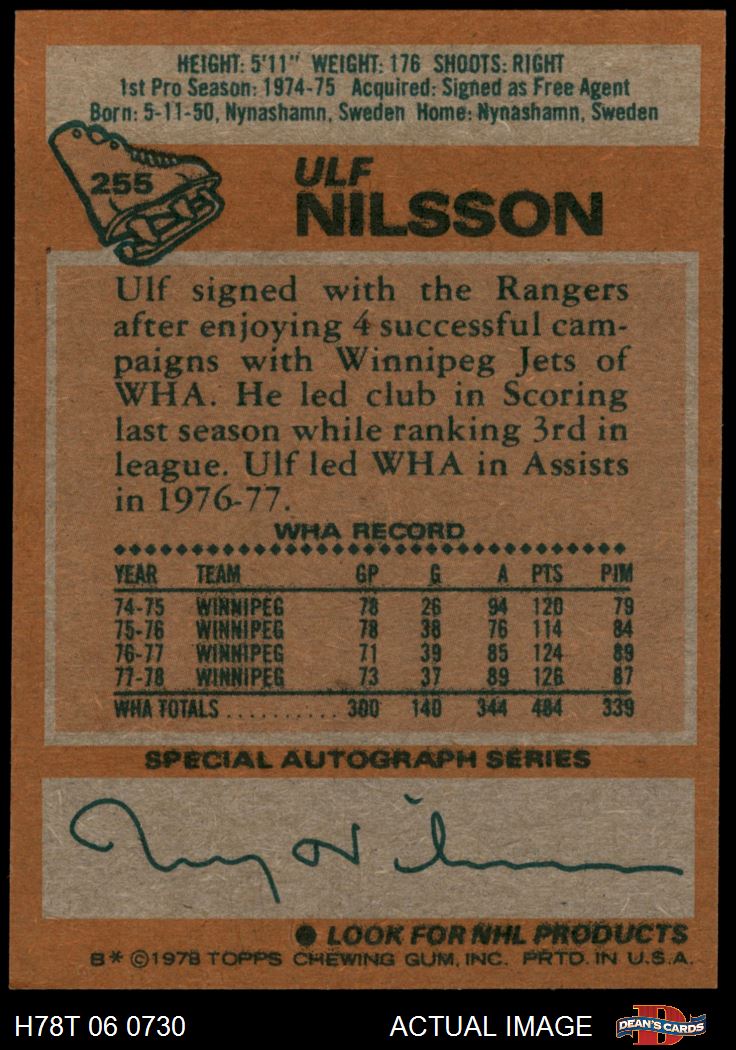 HEIGHT: 5'11" WEIGHT: 176 SHOOTS: RIGHT
1st Pro Season: 1974-75 Acquired: Signed as Free Agent
Born: 5-11-50, Nynashamn, Sweden Home: Nynashamn, Sweden
255
ULF
NILSSON
Ulf signed with the Rangers
after enjoying 4 successful cam-
paigns with Winnipeg Jets of
WHA. He led club in Scoring
last season while ranking 3rd in
league. Ulf led WHA in Assists
in 1976-77.
WHA RECORD
YEAR TEAM GP G A PTS PIM
74-75 WINNIPEG 78 26 94 120 79
75-76 WINNIPEG 78 38 76 114 84
76-77 WINNIPEG 71 39 85 124 89
77-78 WINNIPEG 73 37 89 126 87
WHA TOTALS .......... 300 140 344 484 339
SPECIAL AUTOGRAPH SERIES
● LOOK FOR NHL PRODUCTS
B* ©1978 TOPPS CHEWING GUM, INC. PRTD. IN U.S.A.
H78T 06 0730 ACTUAL IMAGE
DEAN'S CARDS